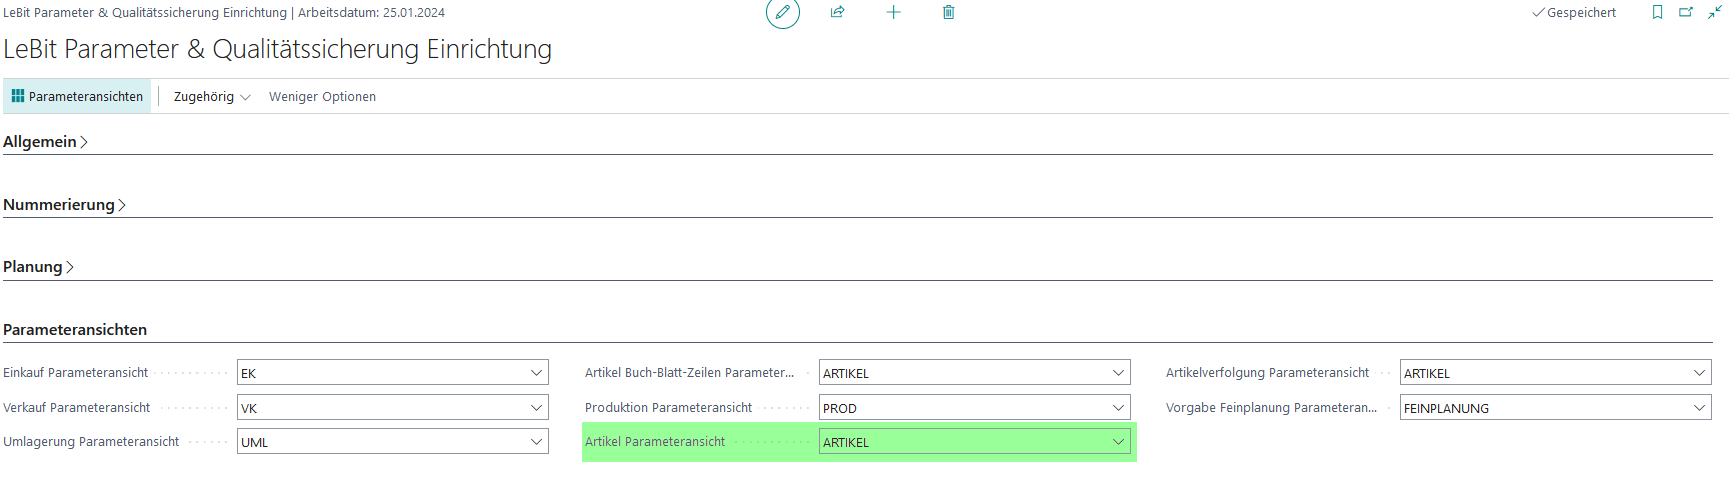 LeBit Parameter & Qualitätssicherung Einrichtung | Arbeitsdatum: 25.01.2024
Gespeichert
LeBit Parameter & Qualitätssicherung Einrichtung
Parameteransichten Zugehörig Weniger Optionen
Allgemein
Nummerierung
Planung
Parameteransichten
Einkauf Parameteransicht EK Artikel Buch-Blatt-Zeilen Parameter... ARTIKEL Artikelverfolgung Parameteransicht ARTIKEL
Verkauf Parameteransicht VK Produktion Parameteransicht PROD Vorgabe Feinplanung Parameteran... FEINPLANUNG
Umlagerung Parameteransicht UML Artikel Parameteransicht ARTIKEL